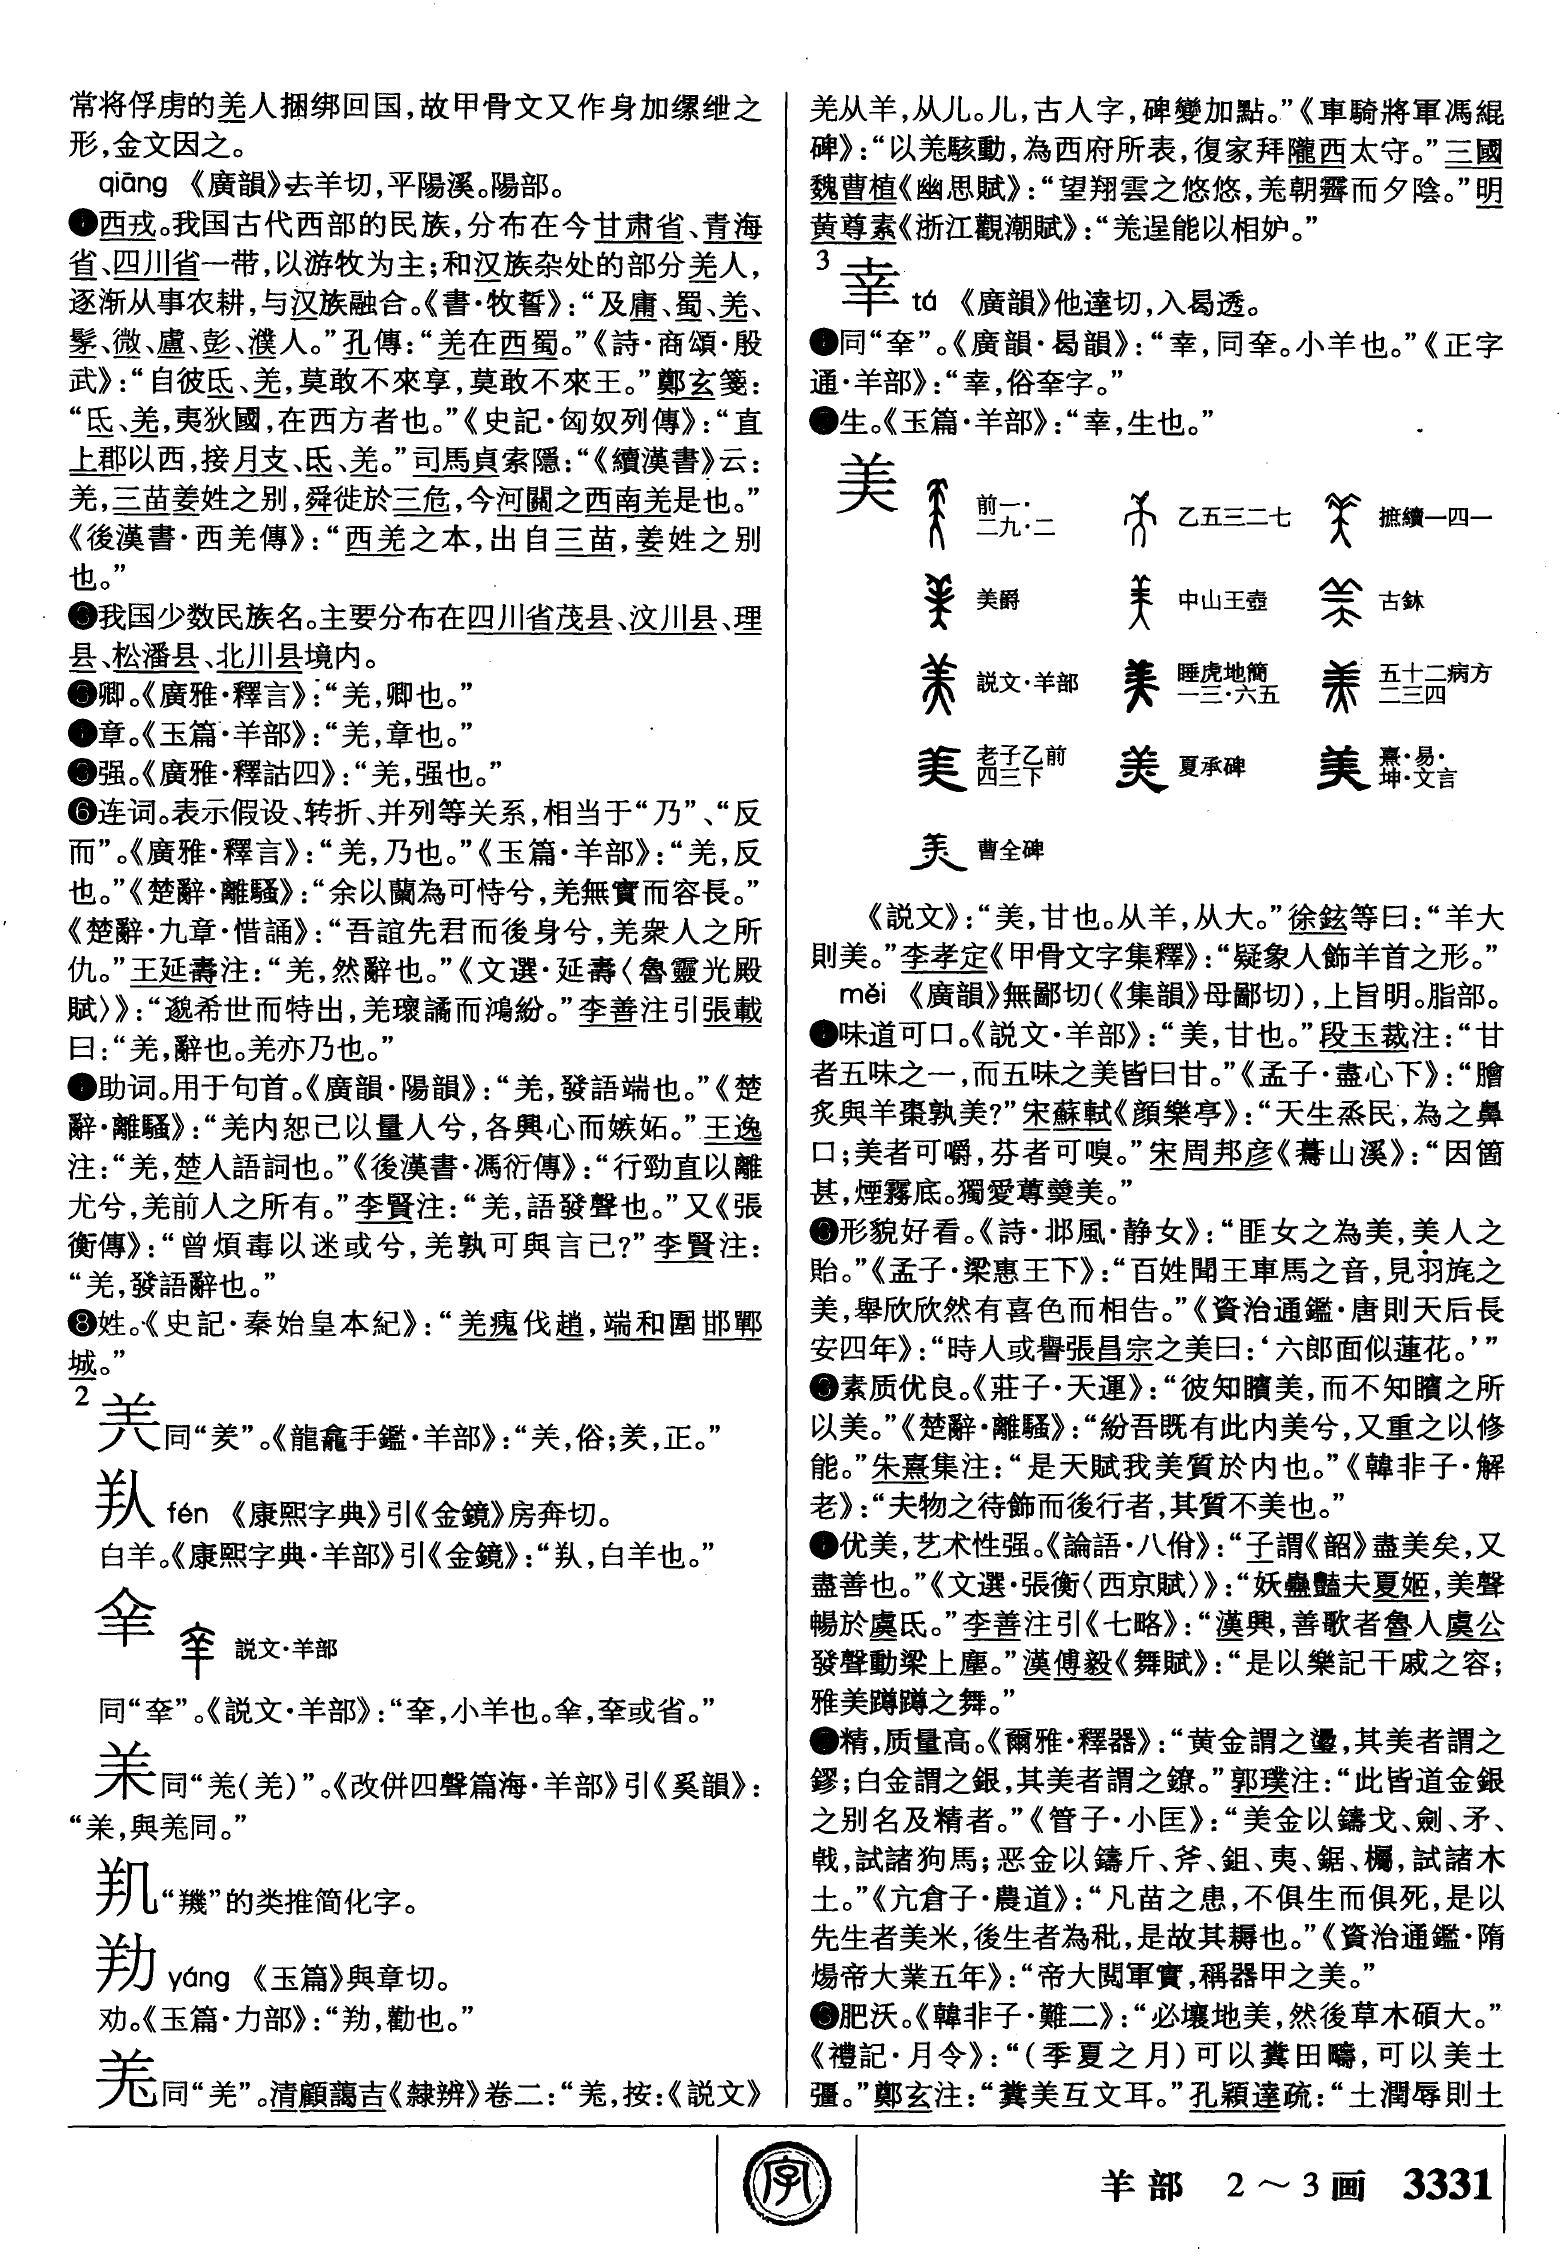 常将俘虏的羌人捆绑回国,故甲骨文又作身加缧绁之
形,金文因之。
qiāng 《廣韻》去羊切,平陽溪。陽部。
西戎。我国古代西部的民族,分布在今甘肃省、青海
省、四川省一带,以游牧为主;和汉族杂处的部分羌人,
逐渐从事农耕,与汉族融合。《書·牧誓》:“及庸、蜀、羌、
髳、微、盧、彭、濮人。”孔傳:“羌在西蜀。”《詩·商頌·殷
武》:“自彼氐、羌,莫敢不來享,莫敢不來王。”鄭玄箋:
“氐、羌,夷狄國,在西方者也。”《史記·匈奴列傳》:“直
上郡以西,接月支、氐、羌。”司馬貞索隱:“《續漢書》云:
羌,三苗姜姓之别,舜徙於三危,今河關之西南羌是也。”
《後漢書·西羌傳》:“西羌之本,出自三苗,姜姓之别
也。”
我国少数民族名。主要分布在四川省茂县、汶川县、理
县、松潘县、北川县境内。
卿。《廣雅·釋言》:“羌,卿也。”
章。《玉篇·羊部》:“羌,章也。”
强。《廣雅·釋詁四》:“羌,强也。”
❻连词。表示假设、转折、并列等关系,相当于“乃”、“反
而”。《廣雅·釋言》:“羌,乃也。”《玉篇·羊部》:“羌,反
也。”《楚辭·離騷》:“余以蘭為可恃兮,羌無實而容長。”
《楚辭·九章·惜誦》:“吾誼先君而後身兮,羌衆人之所
仇。”王延壽注:“羌,然辭也。”《文選·延壽〈魯靈光殿
賦〉》:“邈希世而特出,羌瓌譎而鴻紛。”李善注引張載
曰:“羌,辭也。羌亦乃也。”
助词。用于句首。《廣韻·陽韻》:“羌,發語端也。”《楚
辭·離騷》:“羌内恕己以量人兮,各興心而嫉妬。”王逸
注:“羌,楚人語詞也。”《後漢書·馮衍傳》:“行勁直以離
尤兮,羌前人之所有。”李賢注:“羌,語發聲也。”又《張
衡傳》:“曾煩毒以迷或兮,羌孰可與言己?”李賢注:
“羌,發語辭也。”
❽姓。《史記·秦始皇本紀》:“羌瘣伐趙,端和圍邯鄲
城。”
2
同“羑”。《龍龕手鑑·羊部》:“,俗;羑,正。”
fén 《康熙字典》引《金鏡》房奔切。
白羊。《康熙字典·羊部》引《金鏡》:“,白羊也。”
説文·羊部
同“羍”。《説文·羊部》:“羍,小羊也。,羍或省。”
同“羗(羌)”。《改併四聲篇海·羊部》引《奚韻》:
“,與羗同。”
“䥶”的类推简化字。
yáng 《玉篇》與章切。
劝。《玉篇·力部》:“,勸也。”
羗同“羌”。清顧藹吉《隸辨》卷二:“羗,按:《説文》
羌从羊,从儿。儿,古人字,碑變加點。”《車騎將軍馮緄
碑》:“以羗駭動,為西府所表,復家拜隴西太守。”三國
魏曹植《幽思賦》:“望翔雲之悠悠,羗朝霽而夕陰。”明
黄尊素《浙江觀潮賦》:“羗逞能以相妒。”
3
tá 《廣韻》他達切,入曷透。
同“羍”。《廣韻·曷韻》:“,同羍。小羊也。”《正字
通·羊部》:“,俗羍字。”
生。《玉篇·羊部》:“,生也。”
美 前一·二九·二 乙五三二七 摭續一四一
美爵 中山王壺 古鉥
説文·羊部 睡虎地簡一三·六五 五十二病方二三四
老子乙前四三下 夏承碑 熹·易·坤·文言
曹全碑
《説文》:“美,甘也。从羊,从大。”徐鉉等曰:“羊大
則美。”李孝定《甲骨文字集釋》:“疑象人飾羊首之形。”
měi 《廣韻》無鄙切(《集韻》母鄙切),上旨明。脂部。
味道可口。《説文·羊部》:“美,甘也。”段玉裁注:“甘
者五味之一,而五味之美皆曰甘。”《孟子·盡心下》:“膾
炙與羊棗孰美?”宋蘇軾《顔樂亭》:“天生烝民,為之鼻
口;美者可嚼,芬者可嗅。”宋周邦彦《驀山溪》:“因箇
甚,煙霧底。獨愛蓴羹美。”
形貌好看。《詩·邶風·静女》:“匪女之為美,美人之
貽。”《孟子·梁惠王下》:“百姓聞王車馬之音,見羽旄之
美,舉欣欣然有喜色而相告。”《資治通鑑·唐則天后長
安四年》:“時人或譽張昌宗之美曰:‘六郎面似蓮花。’”
❸素质优良。《莊子·天運》:“彼知矉美,而不知矉之所
以美。”《楚辭·離騷》:“紛吾既有此内美兮,又重之以修
能。”朱熹集注:“是天賦我美質於内也。”《韓非子·解
老》:“夫物之待飾而後行者,其質不美也。”
优美,艺术性强。《論語·八佾》:“子謂《韶》盡美矣,又
盡善也。”《文選·張衡〈西京賦〉》:“妖蠱豔夫夏姬,美聲
暢於虞氏。”李善注引《七略》:“漢興,善歌者魯人虞公
發聲動梁上塵。”漢傅毅《舞賦》:“是以樂記干戚之容;
雅美蹲蹲之舞。”
精,质量高。《爾雅·釋器》:“黄金謂之璗,其美者謂之
鏐;白金謂之銀,其美者謂之鐐。”郭璞注:“此皆道金銀
之别名及精者。”《管子·小匡》:“美金以鑄戈、劍、矛、
戟,試諸狗馬;恶金以鑄斤、斧、鉏、夷、鋸、欘,試諸木
土。”《亢倉子·農道》:“凡苗之患,不俱生而俱死,是以
先生者美米,後生者為秕,是故其耨也。”《資治通鑑·隋
煬帝大業五年》:“帝大閲軍實,稱器甲之美。”
肥沃。《韓非子·難二》:“必壤地美,然後草木碩大。”
《禮記·月令》:“(季夏之月)可以糞田疇,可以美土
彊。”鄭玄注:“糞美互文耳。”孔穎達疏:“土潤辱則土
字
羊部 2~3画 3331